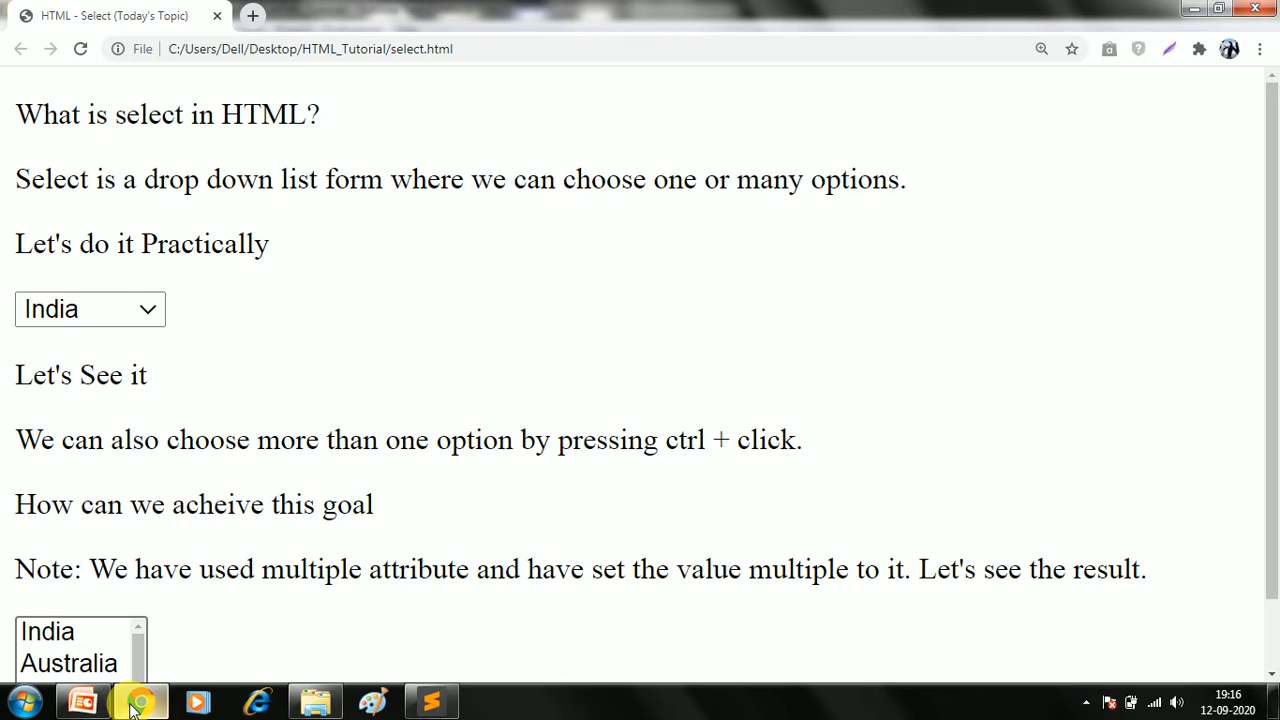 HTML - Select (Today's Topic)
File
C:/Users/Dell/Desktop/HTML_Tutorial/select.html
What is select in HTML?
Select is a drop down list form where we can choose one or many options.
Let's do it Practically
India
Let's See it
We can also choose more than one option by pressing ctrl + click.
How can we acheive this goal
Note: We have used multiple attribute and have set the value multiple to it. Let's see the result.
India
Australia
19:16
12-09-2020